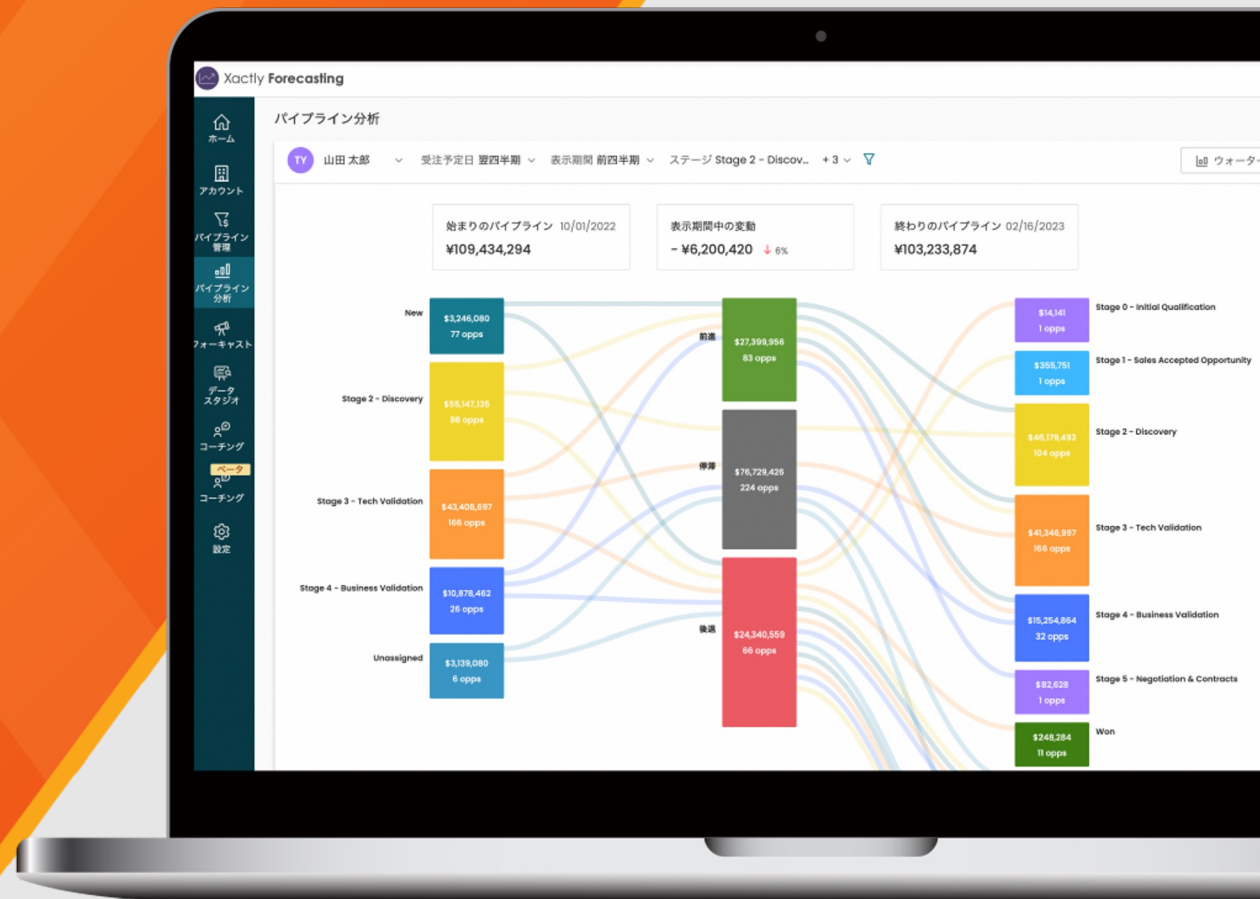 Xactly Forecasting
ホーム
アカウント
パイプライン
管理
パイプライン
分析
フォーキャスト
データ
スタジオ
コーチング
ベータ
コーチング
設定
パイプライン分析
TY 山田 太郎 受注予定日 翌四半期 表示期間 前四半期 ステージ Stage 2 - Discov... + 3
ウォーター
始まりのパイプライン 10/01/2022
¥109,434,294
表示期間中の変動
- ¥6,200,420 ↓ 6%
終わりのパイプライン 02/16/2023
¥103,233,874
New
$3,246,080
77 opps
Stage 2 - Discovery
$55,147,135
98 opps
Stage 3 - Tech Validation
$43,408,697
166 opps
Stage 4 - Business Validation
$10,878,462
26 opps
Unassigned
$3,139,080
6 opps
前進
$27,399,956
83 opps
停滞
$76,729,426
224 opps
後退
$24,340,559
66 opps
$14,141
1 opps
Stage 0 - Initial Qualification
$355,751
1 opps
Stage 1 - Sales Accepted Opportunity
$46,179,493
104 opps
Stage 2 - Discovery
$41,346,997
166 opps
Stage 3 - Tech Validation
$15,254,864
32 opps
Stage 4 - Business Validation
$82,628
1 opps
Stage 5 - Negotiation & Contracts
$248,284
11 opps
Won